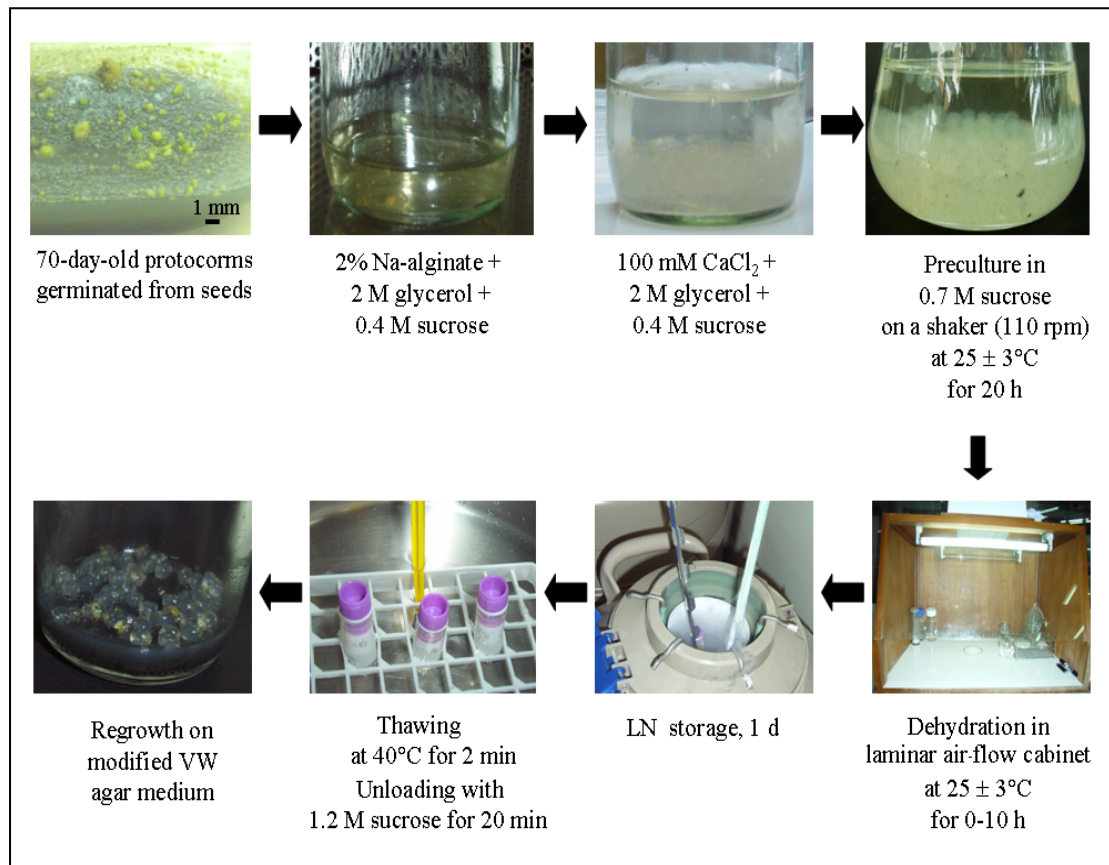 1 mm
70-day-old protocorms
germinated from seeds
2% Na-alginate +
2 M glycerol +
0.4 M sucrose
100 mM CaCl₂ +
2 M glycerol +
0.4 M sucrose
Preculture in
0.7 M sucrose
on a shaker (110 rpm)
at 25 ± 3°C
for 20 h
Regrowth on
modified VW
agar medium
Thawing
at 40°C for 2 min
Unloading with
1.2 M sucrose for 20 min
LN storage, 1 d
Dehydration in
laminar air-flow cabinet
at 25 ± 3°C
for 0-10 h